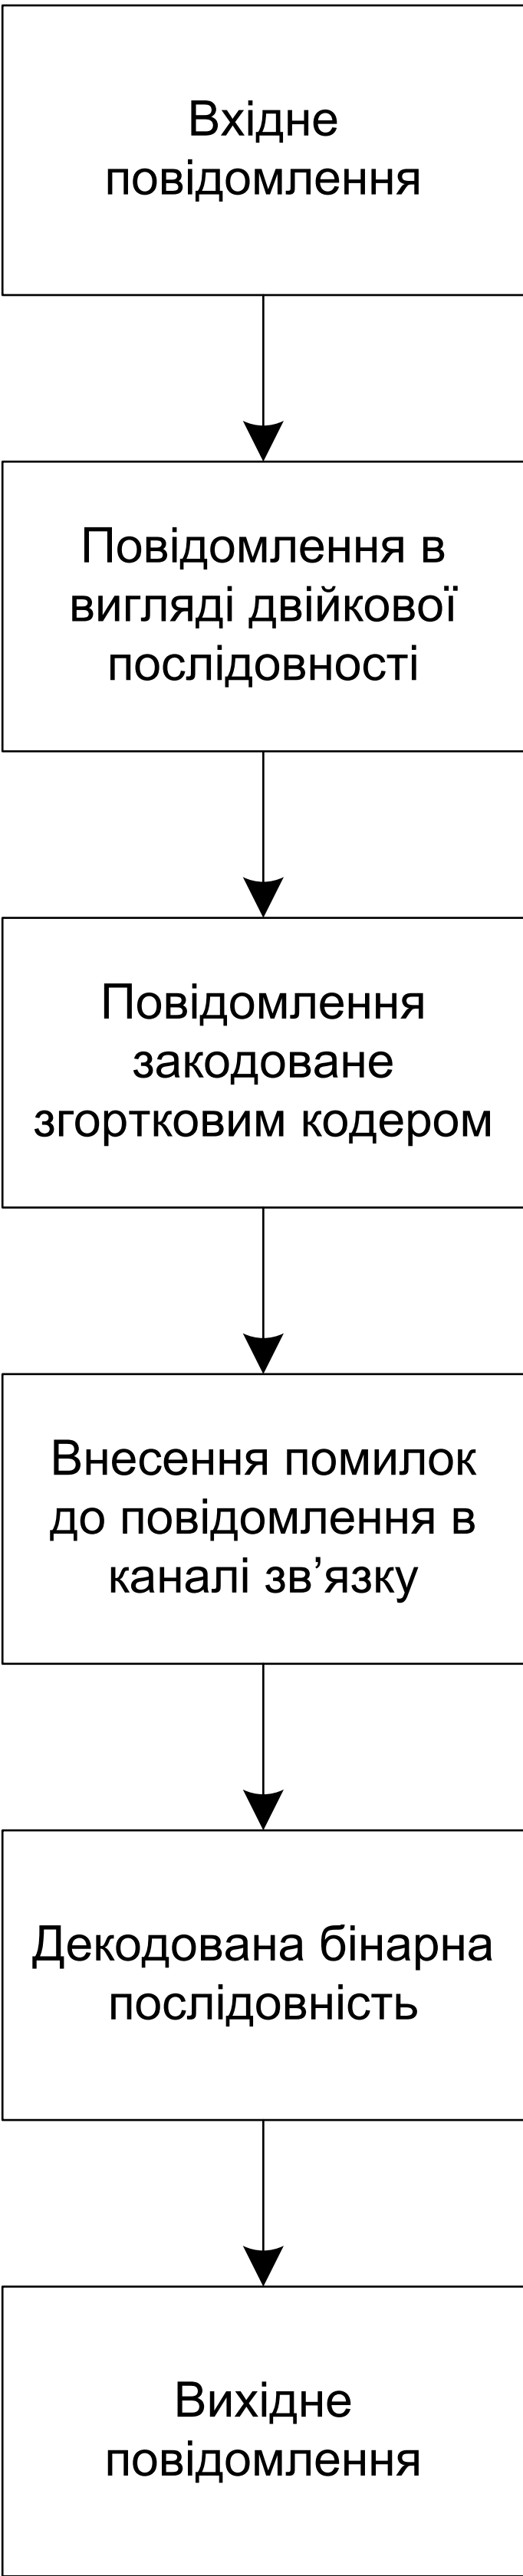 Вхідне
повідомлення
Повідомлення в
вигляді двійкової
послідовності
Повідомлення
закодоване
згортковим кодером
Внесення помилок
до повідомлення в
каналі зв’язку
Декодована бінарна
послідовність
Вихідне
повідомлення